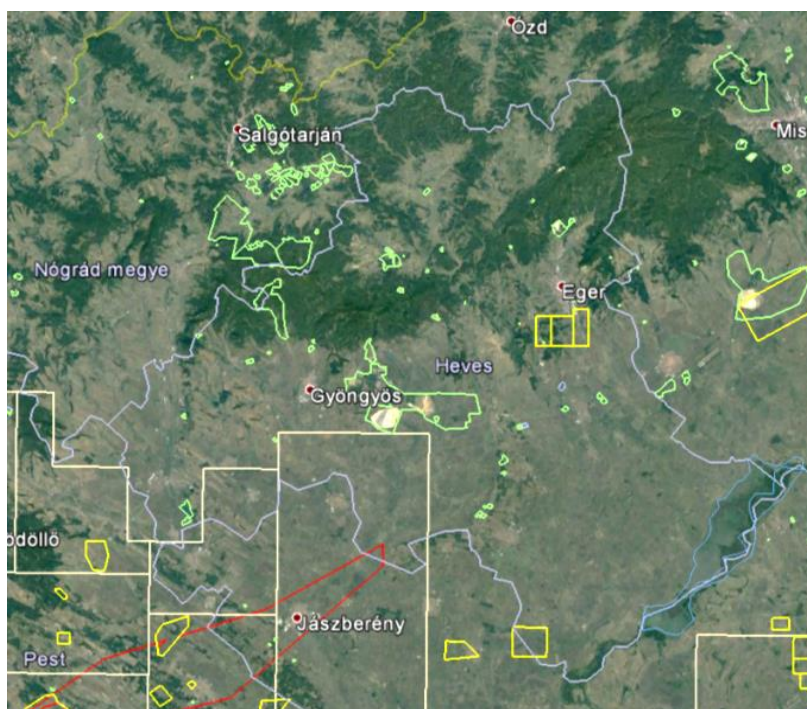 Ózd
Salgótarján
Mis
Nógrád megye
Eger
Heves
Gyöngyös
ödöllő
Jászberény
Pest